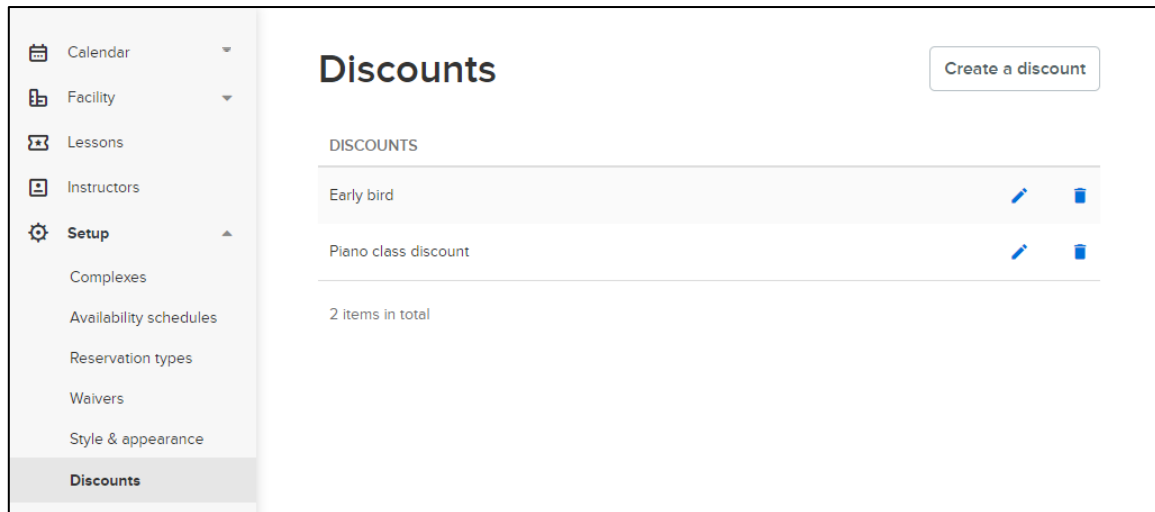 Calendar
Facility
Lessons
Instructors
Setup
Complexes
Availability schedules
Reservation types
Waivers
Style & appearance
Discounts
Discounts
Create a discount
DISCOUNTS
Early bird
Piano class discount
2 items in total